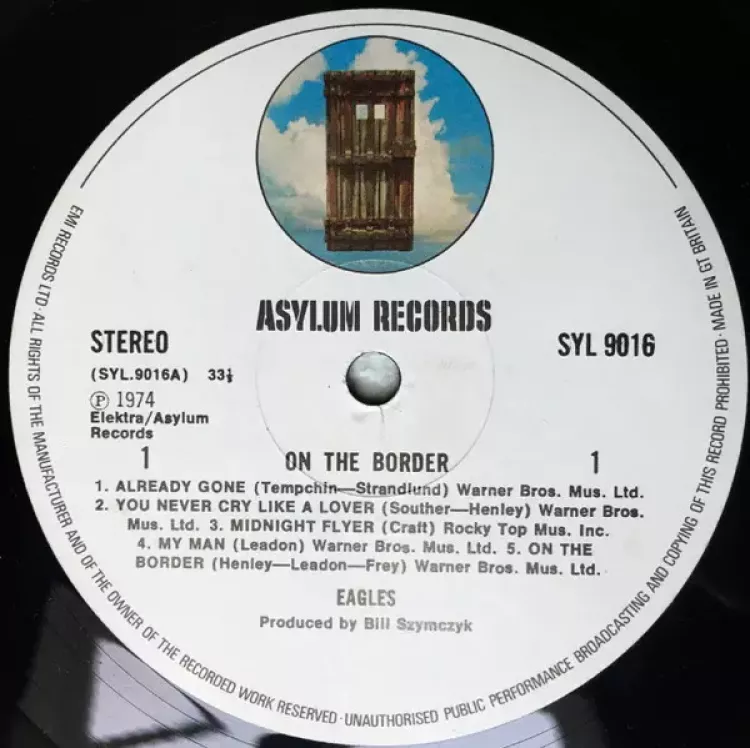 ASYLUM RECORDS
STEREO
SYL 9016
(SYL.9016A) 33⅓
Ⓟ 1974
Elektra/Asylum
Records
1
1
ON THE BORDER
1. ALREADY GONE (Tempchin—Strandlund) Warner Bros. Mus. Ltd.
2. YOU NEVER CRY LIKE A LOVER (Souther—Henley) Warner Bros.
Mus. Ltd. 3. MIDNIGHT FLYER (Craft) Rocky Top Mus. Inc.
4. MY MAN (Leadon) Warner Bros. Mus. Ltd. 5. ON THE
BORDER (Henley—Leadon—Frey) Warner Bros. Mus. Ltd.
EAGLES
Produced by Bill Szymczyk
EMI RECORDS LTD · ALL RIGHTS OF THE MANUFACTURER AND OF THE OWNER OF THE RECORDED WORK RESERVED · UNAUTHORISED PUBLIC PERFORMANCE BROADCASTING AND COPYING OF THIS RECORD PROHIBITED · MADE IN GT BRITAIN